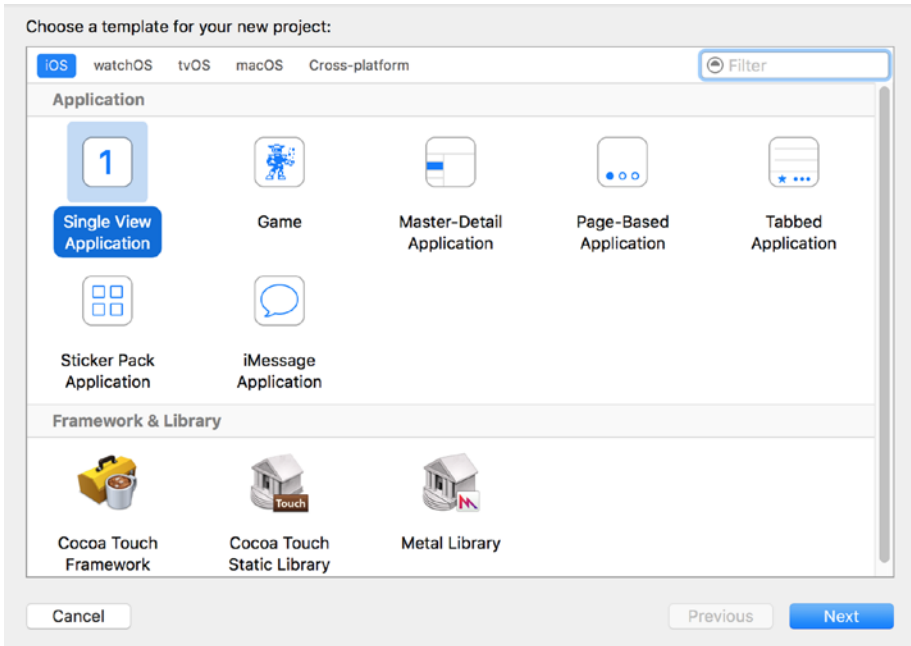 Choose a template for your new project:
iOS watchOS tvOS macOS Cross-platform Filter
Application
1
Single View Application
Game
Master-Detail Application
Page-Based Application
Tabbed Application
Sticker Pack Application
iMessage Application
Framework & Library
Touch
Cocoa Touch Framework
Cocoa Touch Static Library
Metal Library
Cancel Previous Next